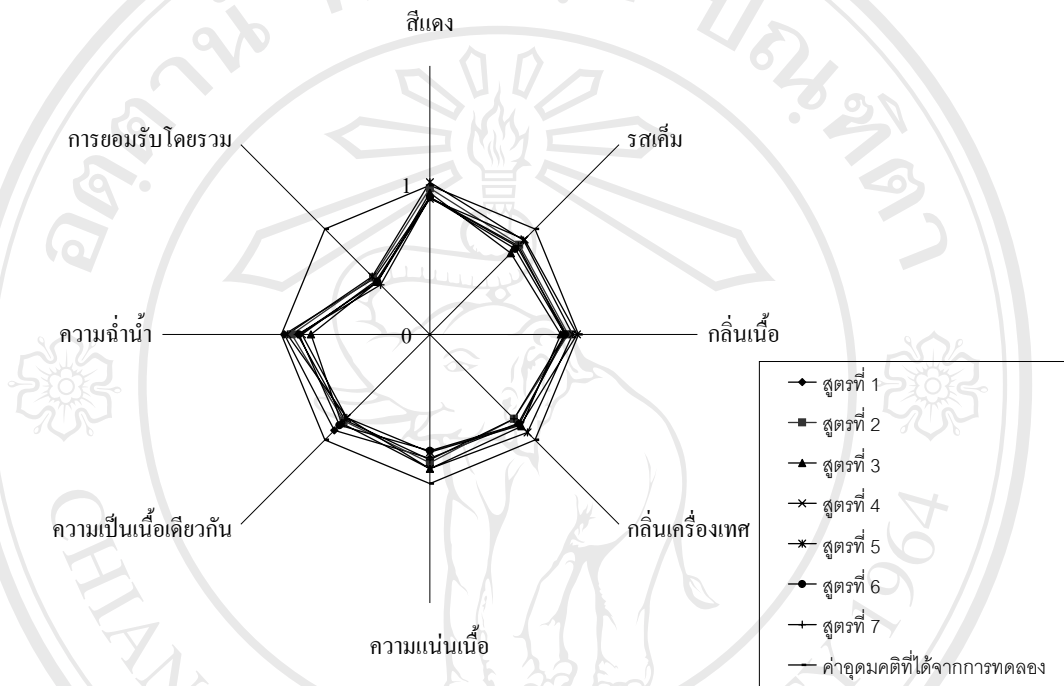 สีแดง
การยอมรับโดยรวม
รสเค็ม
1
ความฉ่ำน้ำ
0
กลิ่นเนื้อ
ความเป็นเนื้อเดียวกัน
กลิ่นเครื่องเทศ
ความแน่นเนื้อ
สูตรที่ 1
สูตรที่ 2
สูตรที่ 3
สูตรที่ 4
สูตรที่ 5
สูตรที่ 6
สูตรที่ 7
ค่าอุดมคติที่ได้จากการทดลอง
CHIAN
1964